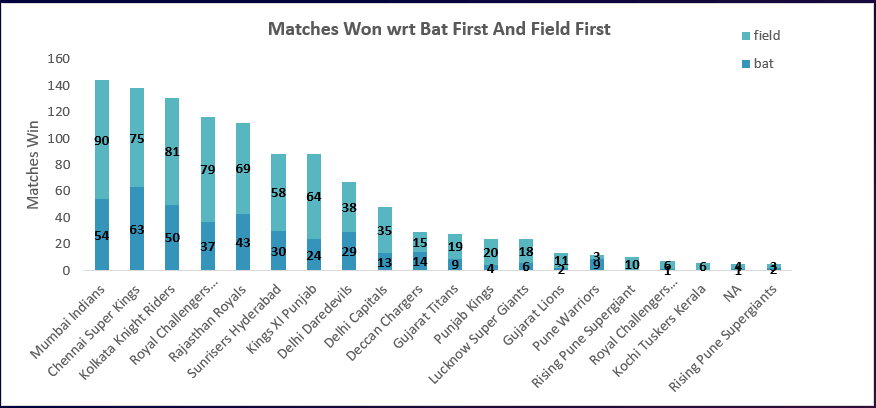 Matches Won wrt Bat First And Field First
field
bat
Matches Win
160
140
120
100
80
60
40
20
0
90
75
81
79
69
58
64
38
35
15
19
20
18
11
3
10
6
6
4
3
54
63
50
37
43
30
24
29
13
14
9
4
6
2
9
1
1
2
Mumbai Indians
Chennai Super Kings
Kolkata Knight Riders
Royal Challengers...
Rajasthan Royals
Sunrisers Hyderabad
Kings XI Punjab
Delhi Daredevils
Delhi Capitals
Deccan Chargers
Gujarat Titans
Punjab Kings
Lucknow Super Giants
Gujarat Lions
Pune Warriors
Rising Pune Supergiant
Royal Challengers...
Kochi Tuskers Kerala
NA
Rising Pune Supergiants